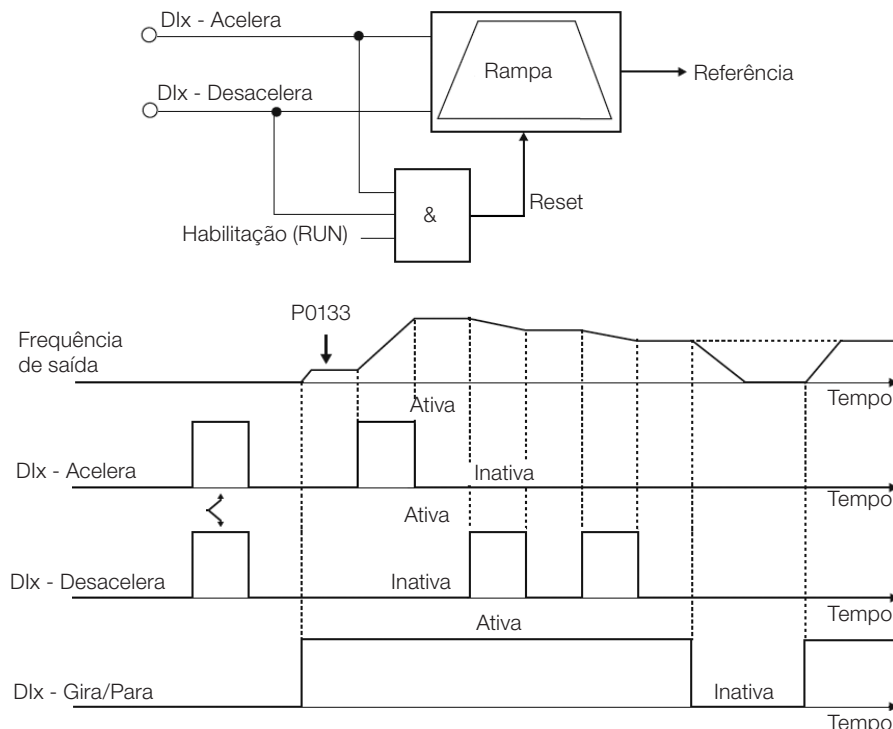 DIx - Acelera
Rampa
Referência
DIx - Desacelera
&
Reset
Habilitação (RUN)
P0133
Frequência
de saída
Tempo
Ativa
DIx - Acelera
Inativa
Tempo
Ativa
DIx - Desacelera
Inativa
Tempo
Ativa
DIx - Gira/Para
Inativa
Tempo